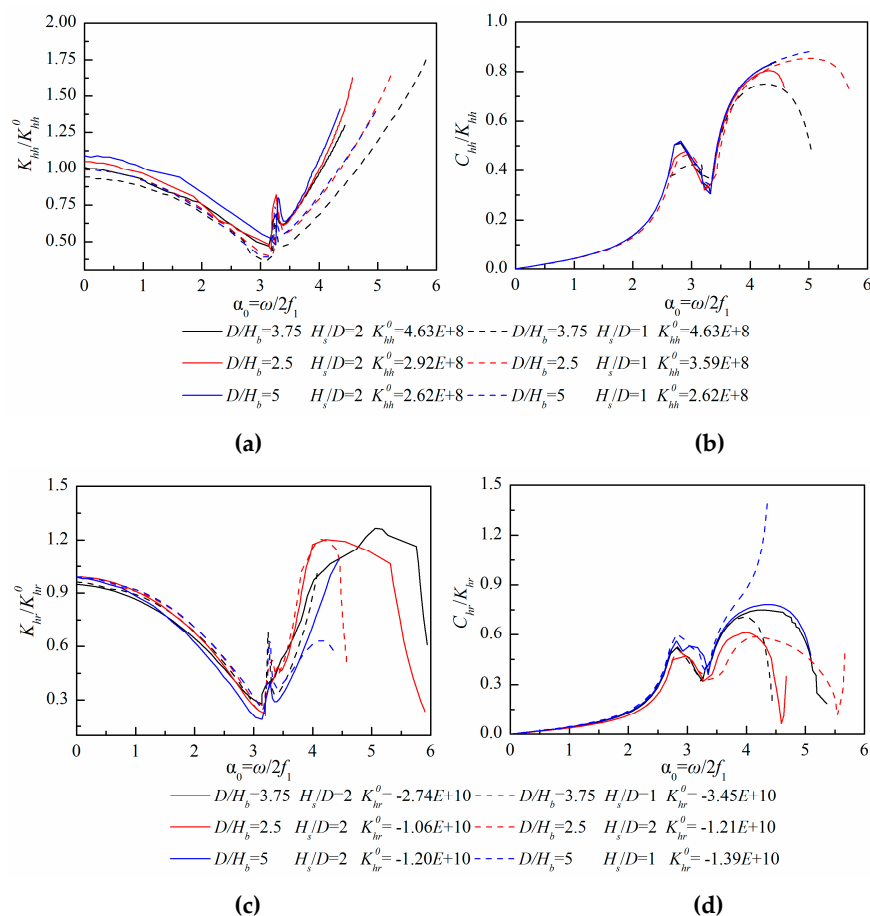 2.00
1.75
1.50
1.25
1.00
0.75
0.50
K_hh/K^0_hh
0 1 2 3 4 5 6
α_0=ω/2f_1
1.0
0.8
0.6
0.4
0.2
0.0
C_hh/K_hh
0 1 2 3 4 5 6
α_0=ω/2f_1
D/H_b=3.75 H_s/D=2 K^0_hh=4.63E+8 D/H_b=3.75 H_s/D=1 K^0_hh=4.63E+8
D/H_b=2.5 H_s/D=2 K^0_hh=2.92E+8 D/H_b=2.5 H_s/D=1 K^0_hh=3.59E+8
D/H_b=5 H_s/D=2 K^0_hh=2.62E+8 D/H_b=5 H_s/D=1 K^0_hh=2.62E+8
(a) (b)
1.5
1.2
0.9
0.6
0.3
K_hr/K^0_hr
0 1 2 3 4 5 6
α_0=ω/2f_1
1.5
1.2
0.9
0.6
0.3
0.0
C_hr/K_hr
0 1 2 3 4 5 6
α_0=ω/2f_1
D/H_b=3.75 H_s/D=2 K^0_hr= -2.74E+10 D/H_b=3.75 H_s/D=1 K^0_hr= -3.45E+10
D/H_b=2.5 H_s/D=2 K^0_hr= -1.06E+10 D/H_b=2.5 H_s/D=2 K^0_hr= -1.21E+10
D/H_b=5 H_s/D=2 K^0_hr= -1.20E+10 D/H_b=5 H_s/D=1 K^0_hr= -1.39E+10
(c) (d)